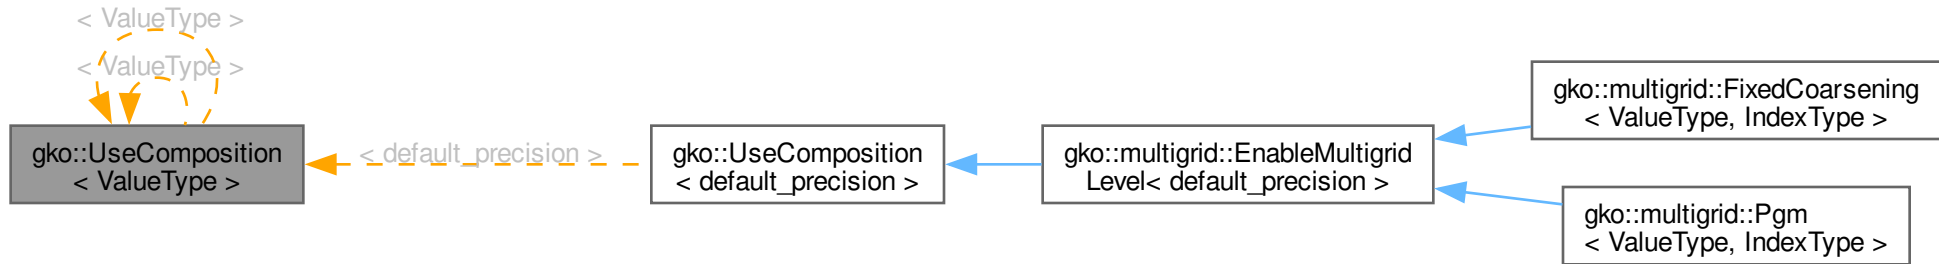 < ValueType >
< ValueType >
gko::UseComposition
< ValueType >
< default_precision >
gko::UseComposition
< default_precision >
gko::multigrid::EnableMultigrid
Level< default_precision >
gko::multigrid::FixedCoarsening
< ValueType, IndexType >
gko::multigrid::Pgm
< ValueType, IndexType >